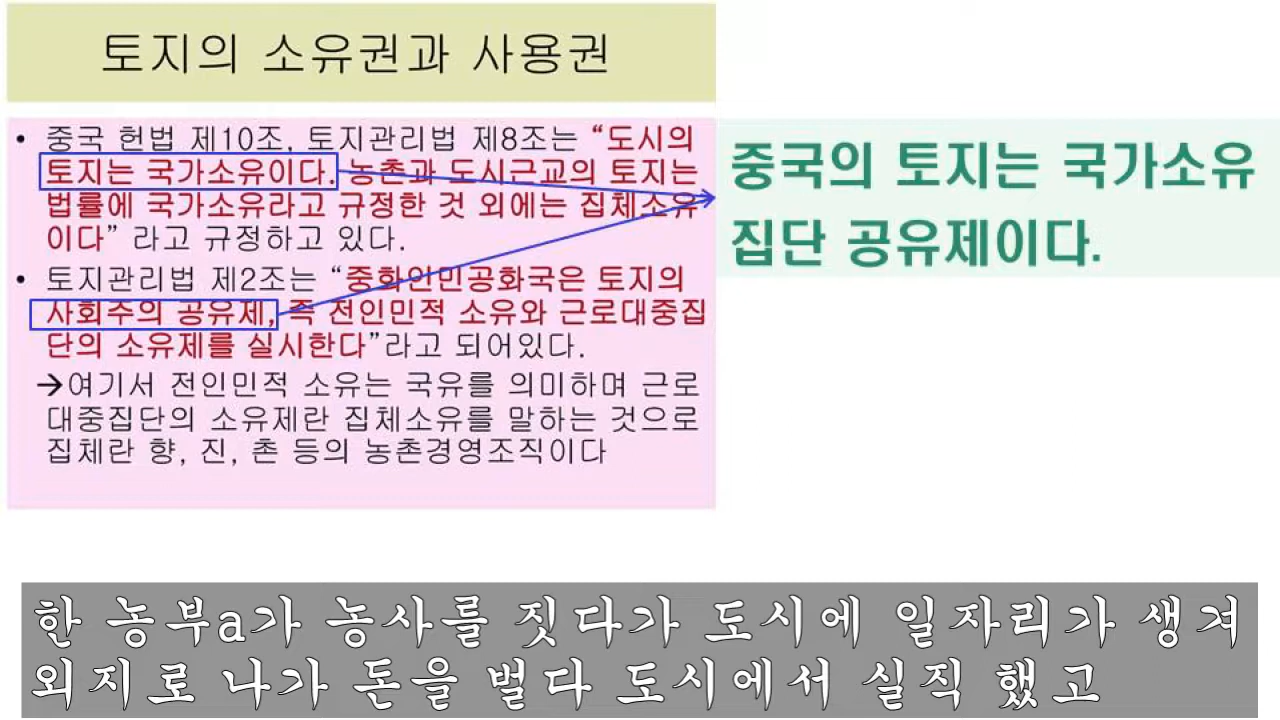 토지의 소유권과 사용권
• 중국 헌법 제10조, 토지관리법 제8조는 “도시의
토지는 국가소유이다. 농촌과 도시근교의 토지는
법률에 국가소유라고 규정한 것 외에는 집체소유
이다” 라고 규정하고 있다.
• 토지관리법 제2조는 “중화인민공화국은 토지의
사회주의 공유제, 즉 전인민적 소유와 근로대중집
단의 소유제를 실시한다”라고 되어있다.
→여기서 전인민적 소유는 국유를 의미하며 근로
대중집단의 소유제란 집체소유를 말하는 것으로
집체란 향, 진, 촌 등의 농촌경영조직이다
중국의 토지는 국가소유
집단 공유제이다.
한 농부a가 농사를 짓다가 도시에 일자리가 생겨
외지로 나가 돈을 벌다 도시에서 실직 했고